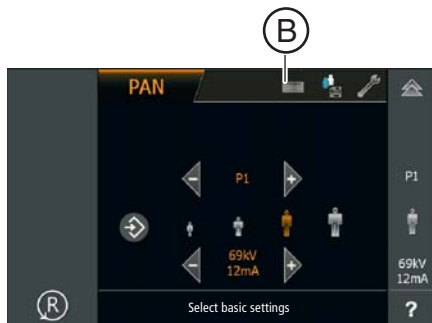 B
PAN
P1
P1
69kV
12mA
69kV
12mA
R
Select basic settings
?